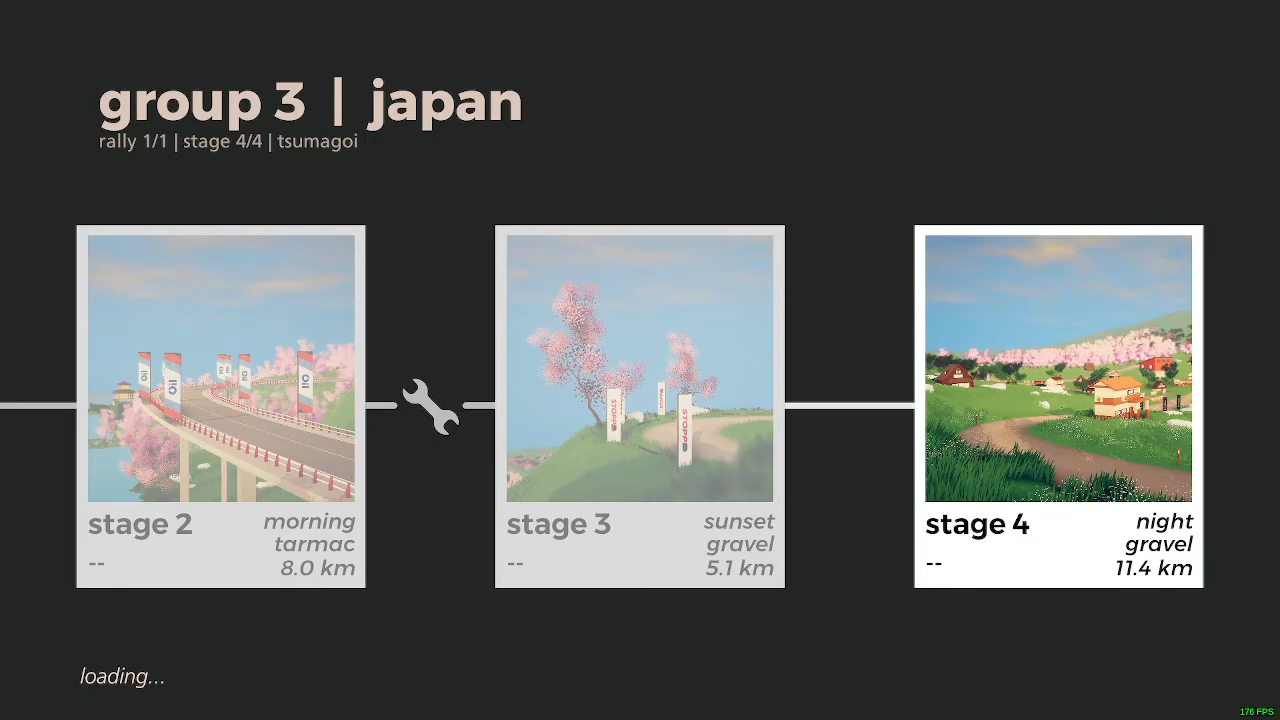 group 3 | japan
rally 1/1 | stage 4/4 | tsumagoi
stage 2
morning
tarmac
--
8.0 km
stage 3
sunset
gravel
--
5.1 km
stage 4
night
gravel
--
11.4 km
loading...
176 FPS